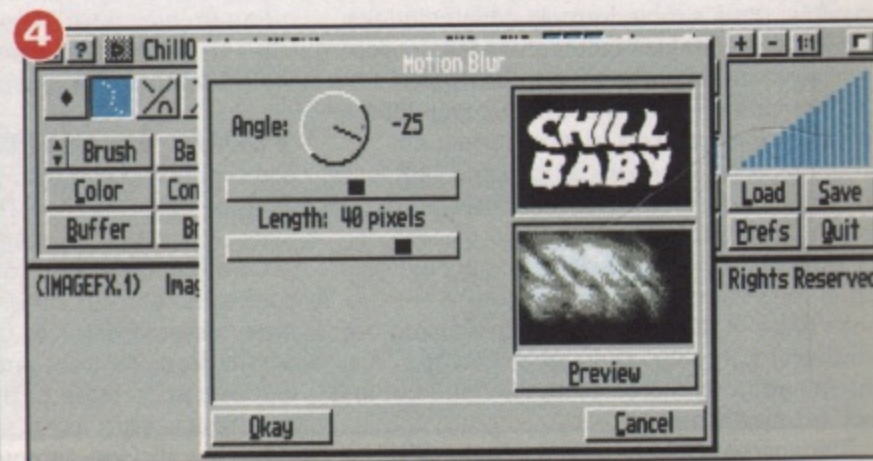 4
?
Motion Blur
+ - 1:1
Angle: -25
CHILL
BABY
Brush
Color
Load Save
Length: 40 pixels
Buffer
Prefs Quit
(IMAGEFX.1)
l Rights Reserved
Preview
Okay Cancel